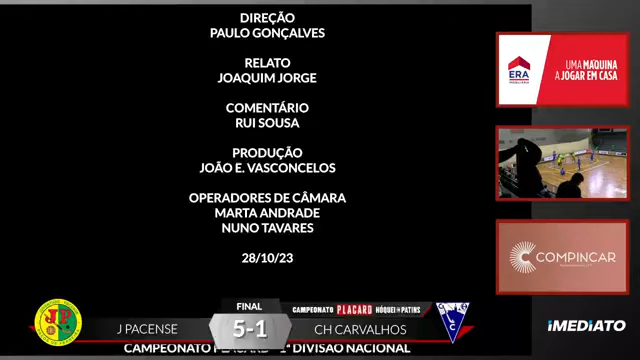 DIREÇÃO
PAULO GONÇALVES
RELATO
JOAQUIM JORGE
COMENTÁRIO
RUI SOUSA
PRODUÇÃO
JOÃO E. VASCONCELOS
OPERADORES DE CÂMARA
MARTA ANDRADE
NUNO TAVARES
28/10/23
ERA
UMA MÁQUINA
A JOGAR EM CASA
COMPINCAR
FINAL
CAMPEONATO PLACARD HÓQUEI EM PATINS
J PACENSE
5-1
CH CARVALHOS
CAMPEONATO PLACARD - 1ª DIVISÃO NACIONAL
iMEDIATO